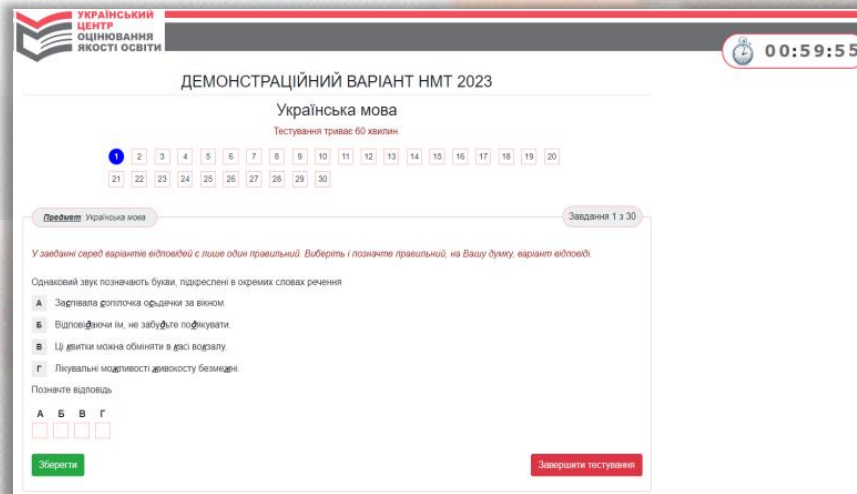 УКРАЇНСЬКИЙ
ЦЕНТР
ОЦІНЮВАННЯ
ЯКОСТІ ОСВІТИ
00:59:55
ДЕМОНСТРАЦІЙНИЙ ВАРІАНТ НМТ 2023
Українська мова
Тестування триває 60 хвилин
1 2 3 4 5 6 7 8 9 10 11 12 13 14 15 16 17 18 19 20
21 22 23 24 25 26 27 28 29 30
Предмет: Українська мова
Завдання 1 з 30
У завданні серед варіантів відповідей є лише один правильний. Виберіть і позначте правильний, на Вашу думку, варіант відповіді.
Однаковий звук позначають букви, підкреслені в окремих словах речення
А Заспівала сопілочка осьдечки за вікном.
Б Відповідаючи їм, не забудьте подякувати.
В Ці квитки можна обміняти в касі вокзалу.
Г Лікувальні можливості живокосту безмежні.
Позначте відповідь
А Б В Г
Зберегти
Завершити тестування